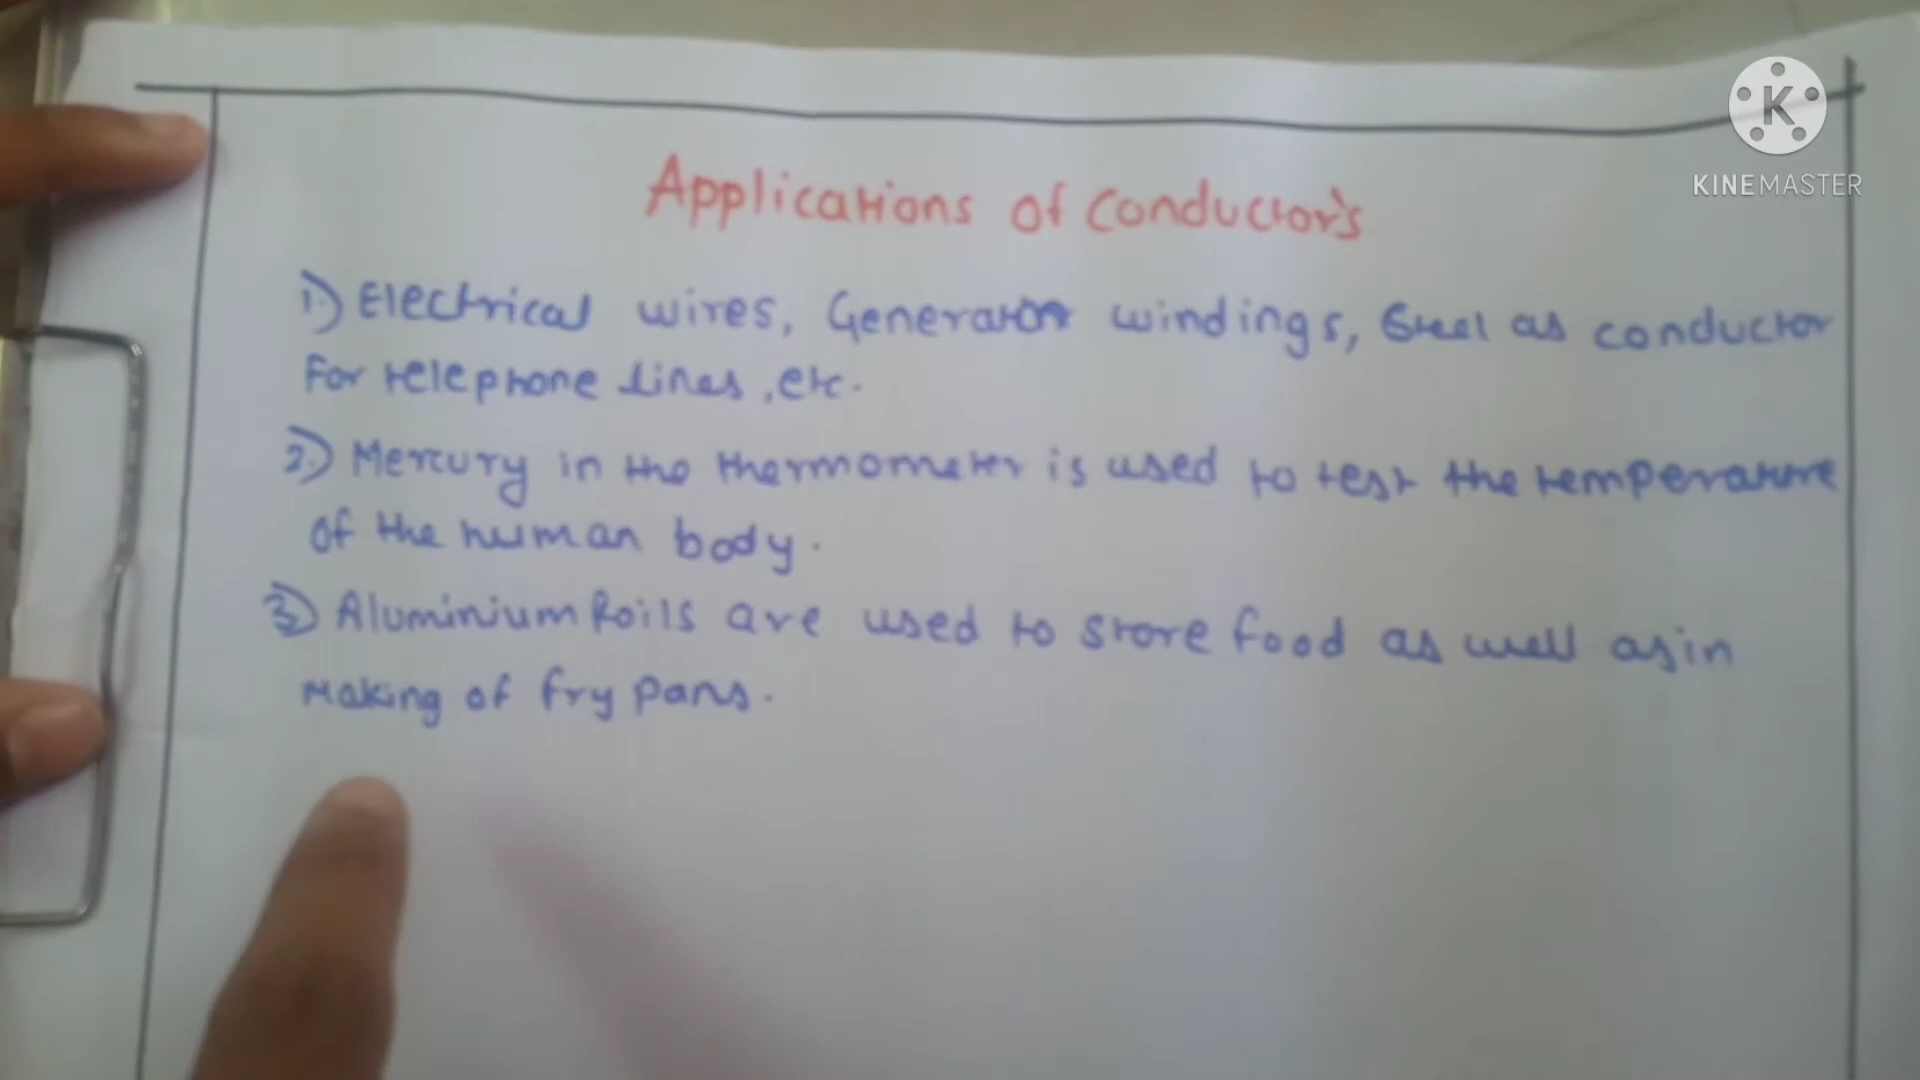 KINEMASTER
Applications of Conductor's
1.) Electrical wires, Generator windings, Steel as conductor
For telephone lines, etc.
2.) Mercury in the thermometer is used to test the temperature
of the human body.
3.) Aluminium foils are used to store food as well as in
Making of fry pans.